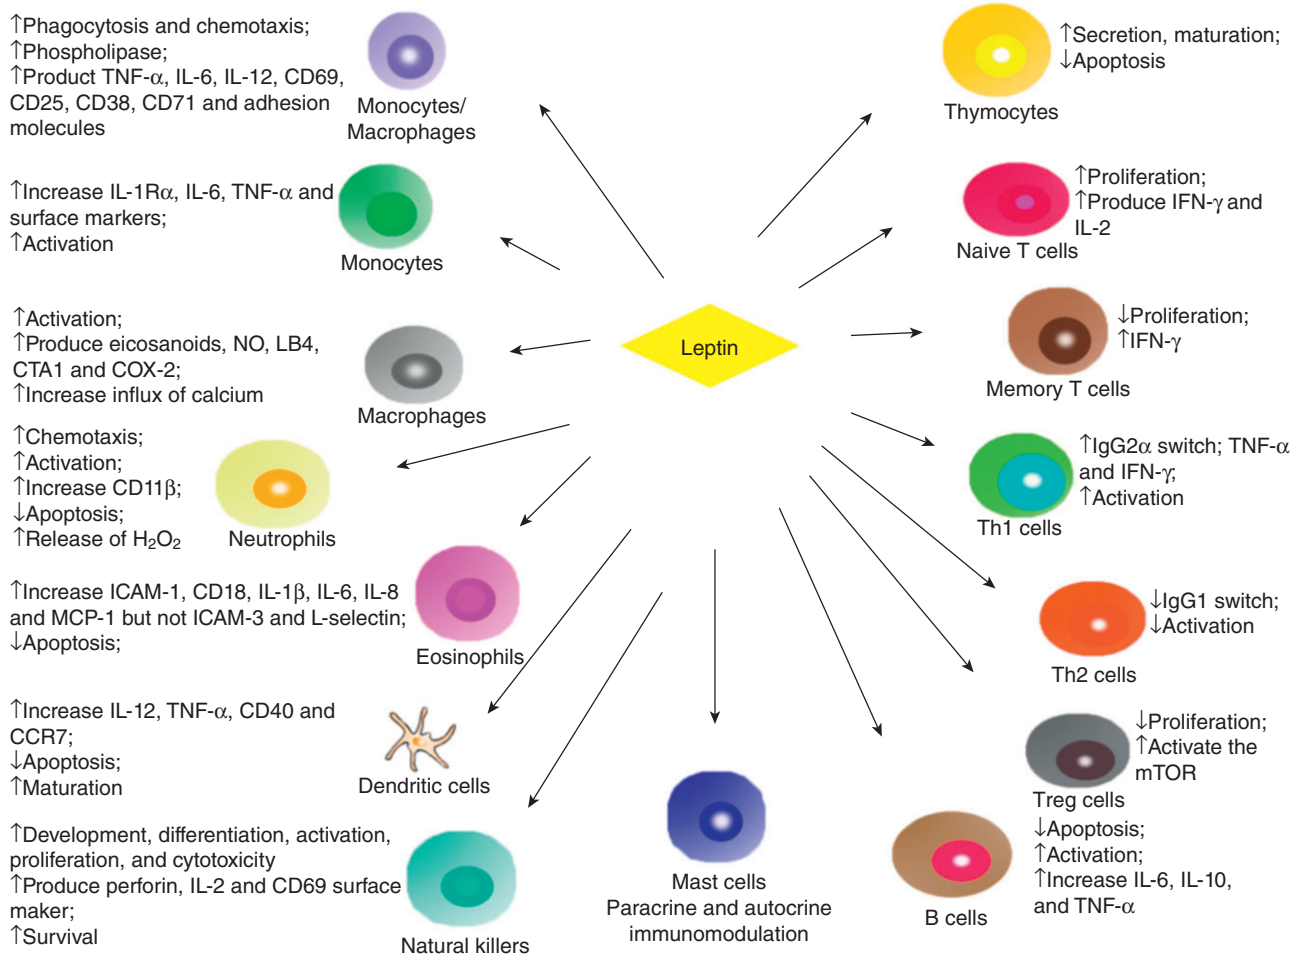 ↑Phagocytosis and chemotaxis;
↑Phospholipase;
↑Product TNF-α, IL-6, IL-12, CD69,
CD25, CD38, CD71 and adhesion
molecules
Monocytes/
Macrophages
↑Increase IL-1Rα, IL-6, TNF-α and
surface markers;
↑Activation
Monocytes
↑Activation;
↑Produce eicosanoids, NO, LB4,
CTA1 and COX-2;
↑Increase influx of calcium
Macrophages
↑Chemotaxis;
↑Activation;
↑Increase CD11β;
↓Apoptosis;
↑Release of H₂O₂
Neutrophils
↑Increase ICAM-1, CD18, IL-1β, IL-6, IL-8
and MCP-1 but not ICAM-3 and L-selectin;
↓Apoptosis;
Eosinophils
↑Increase IL-12, TNF-α, CD40 and
CCR7;
↓Apoptosis;
↑Maturation
Dendritic cells
↑Development, differentiation, activation,
proliferation, and cytotoxicity
↑Produce perforin, IL-2 and CD69 surface
maker;
↑Survival
Natural killers
Leptin
Mast cells
Paracrine and autocrine
immunomodulation
Thymocytes
↑Secretion, maturation;
↓Apoptosis
Naive T cells
↑Proliferation;
↑Produce IFN-γ and
IL-2
Memory T cells
↓Proliferation;
↑IFN-γ
Th1 cells
↑IgG2α switch; TNF-α
and IFN-γ;
↑Activation
Th2 cells
↓IgG1 switch;
↓Activation
Treg cells
↓Proliferation;
↑Activate the
mTOR
B cells
↓Apoptosis;
↑Activation;
↑Increase IL-6, IL-10,
and TNF-α